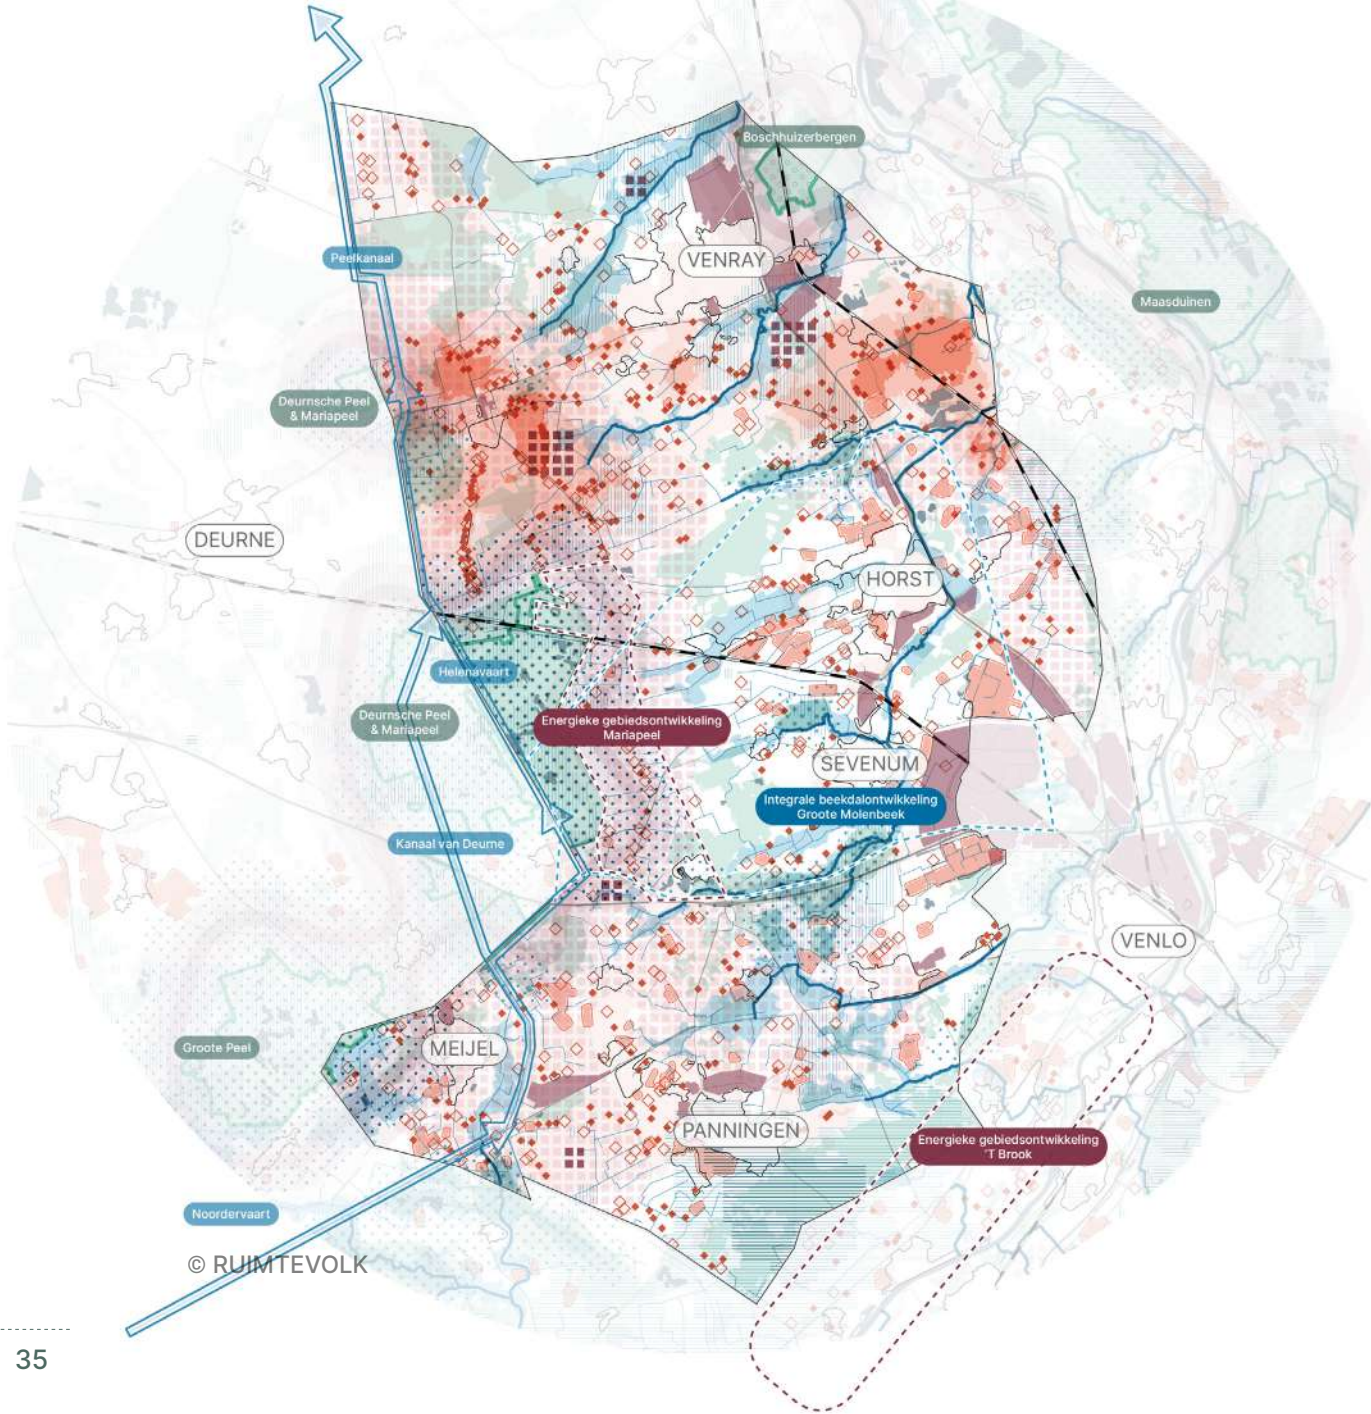 Boschhuizerbergen
VENRAY
Peelkanaal
Maasduinen
Deurnsche Peel
& Mariapeel
DEURNE
HORST
Helenavaart
Deurnsche Peel
& Mariapeel
Energieke gebiedsontwikkeling
Mariapeel
SEVENUM
Integrale beekdalontwikkeling
Groote Molenbeek
Kanaal van Deurne
VENLO
Groote Peel
MEIJEL
PANNINGEN
Energieke gebiedsontwikkeling
'T Brook
Noordervaart
© RUIMTEVOLK
35